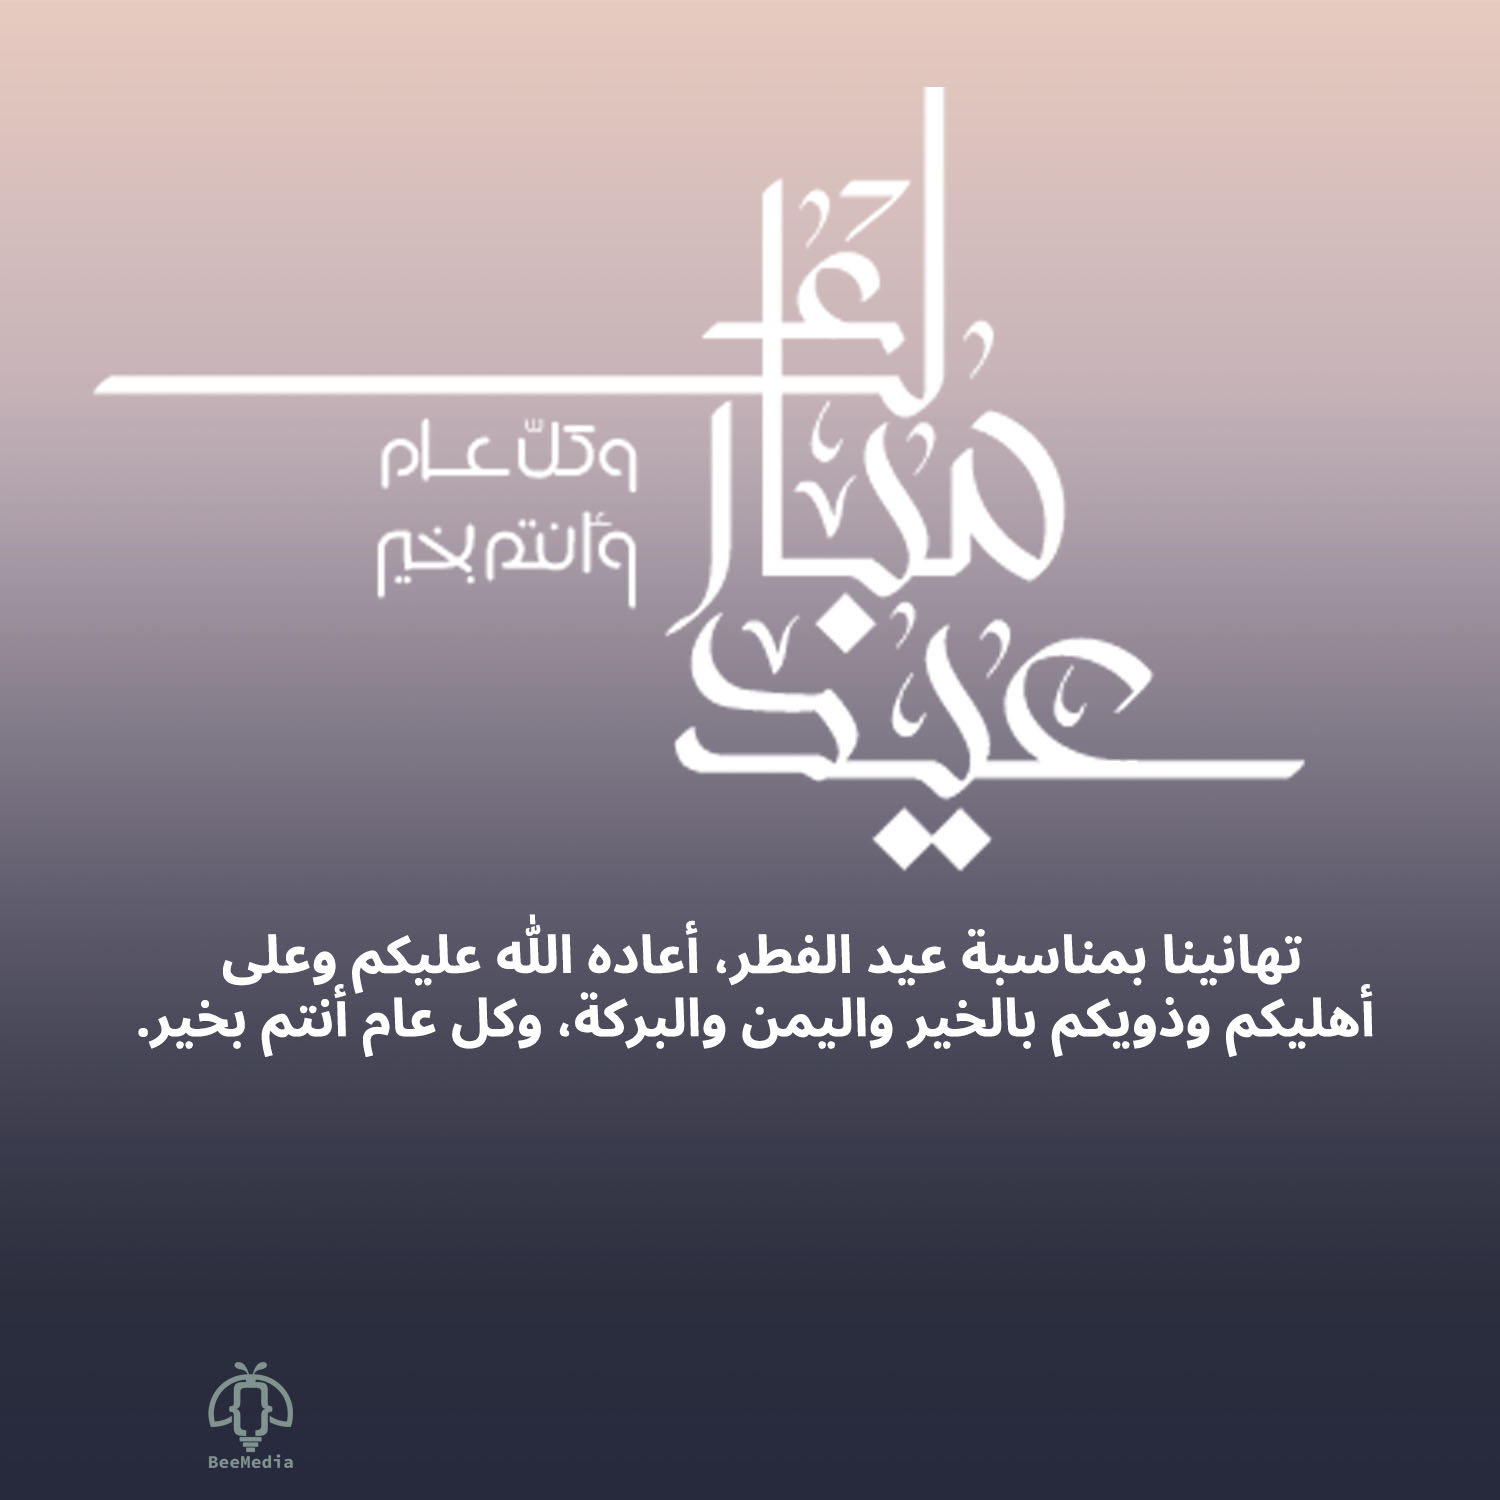 عيد مبارك
وكلّ عام
وأنتم بخير
تهانينا بمناسبة عيد الفطر، أعاده الله عليكم وعلى
أهليكم وذويكم بالخير واليمن والبركة، وكل عام أنتم بخير.
BeeMedia